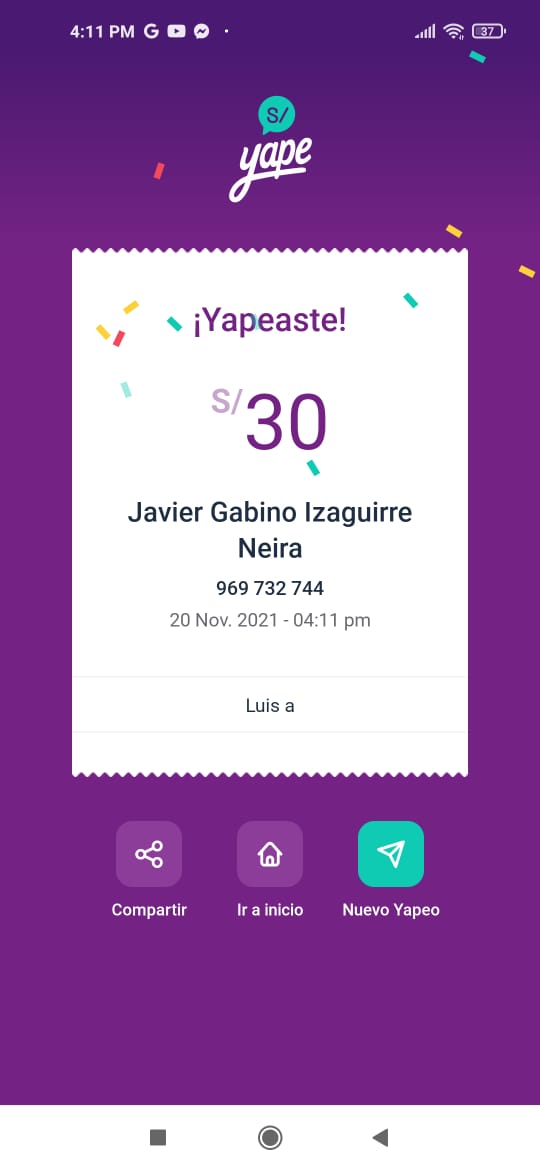 4:11 PM
37
S/
yape
¡Yapeaste!
S/30
Javier Gabino Izaguirre
Neira
969 732 744
20 Nov. 2021 - 04:11 pm
Luis a
Compartir Ir a inicio Nuevo Yapeo